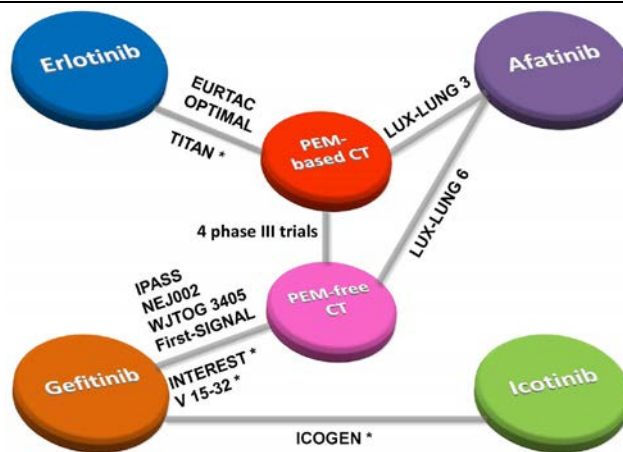 Erlotinib
Afatinib
EURTAC
OPTIMAL
TITAN *
PEM-
based CT
LUX-LUNG 3
LUX-LUNG 6
4 phase III trials
IPASS
NEJ002
WJTOG 3405
First-SIGNAL
PEM-free
CT
INTEREST *
V 15-32 *
Gefitinib
Icotinib
ICOGEN *